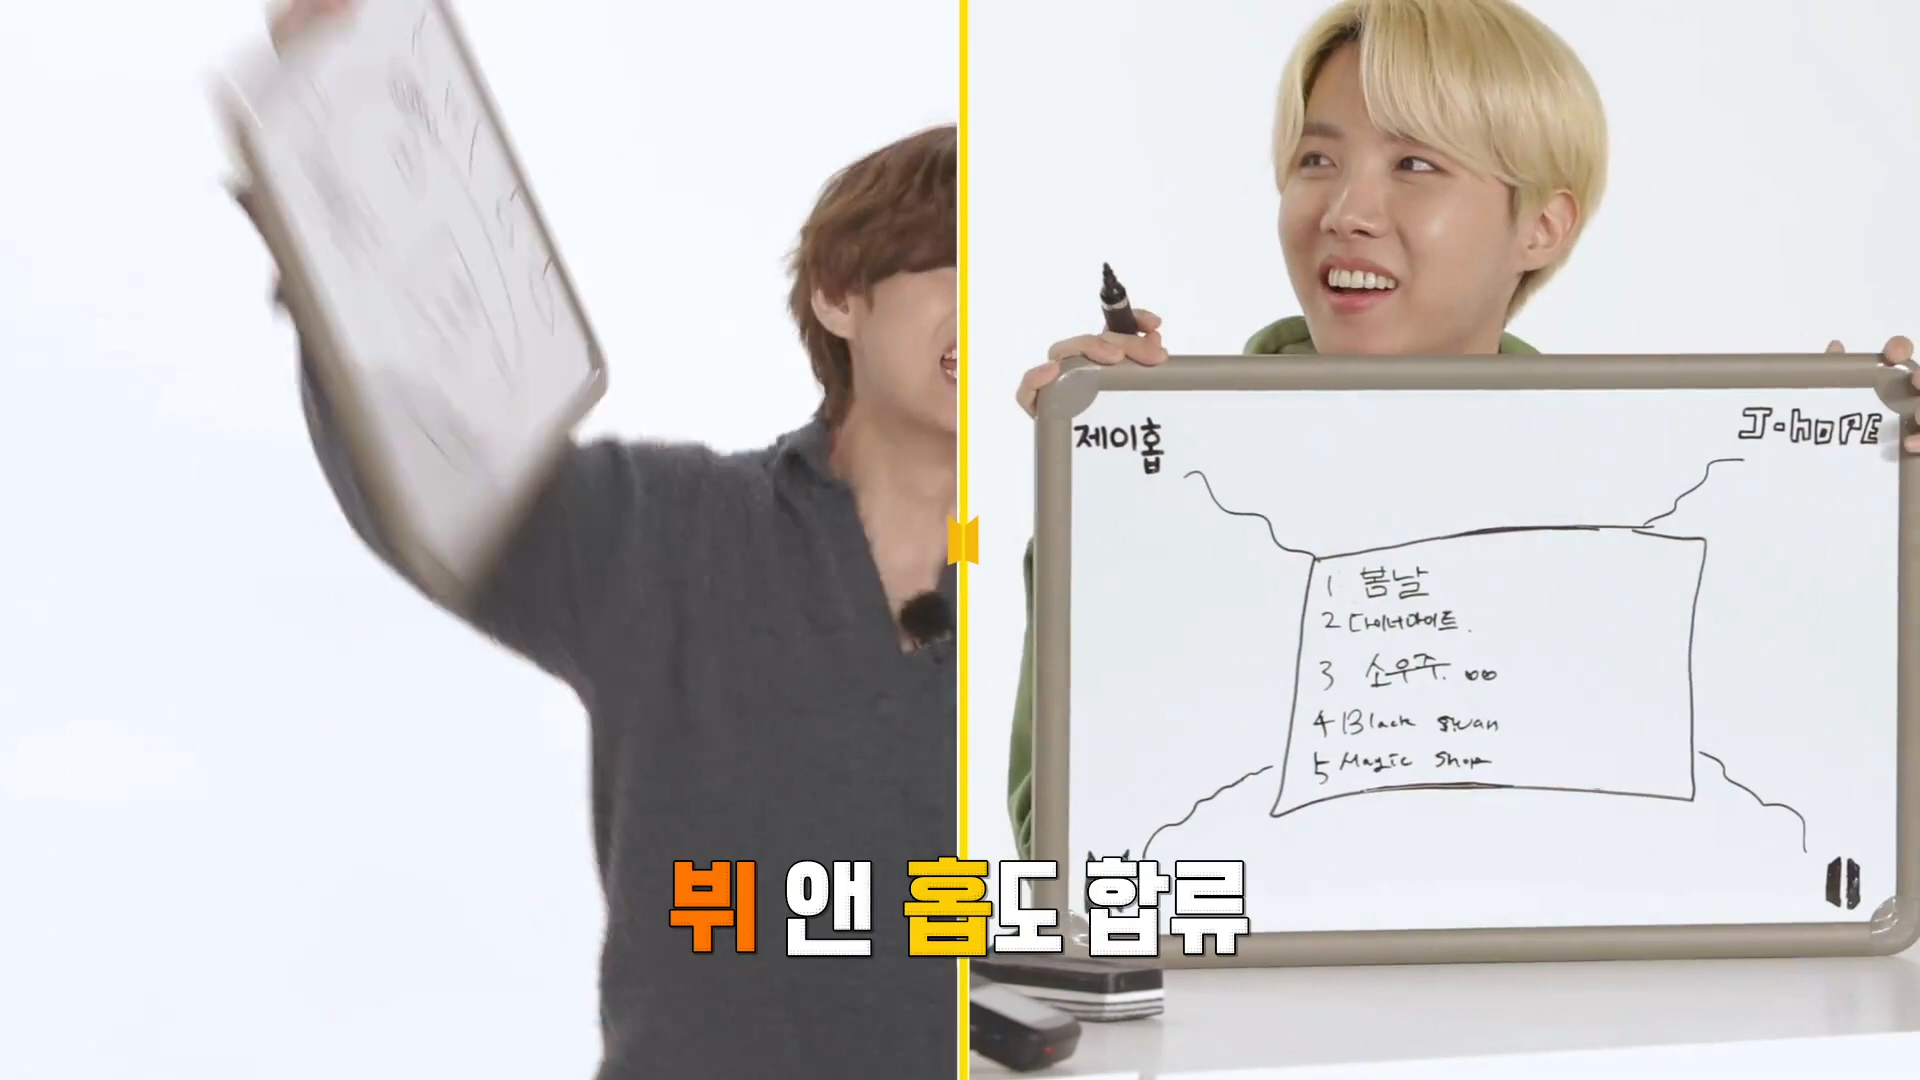 제이홉
J-HOPE
1 봄날
2 다이너마이트.
3 소우주.
4 Black swan
5 Magic shop
뷔 앤 홉도 합류